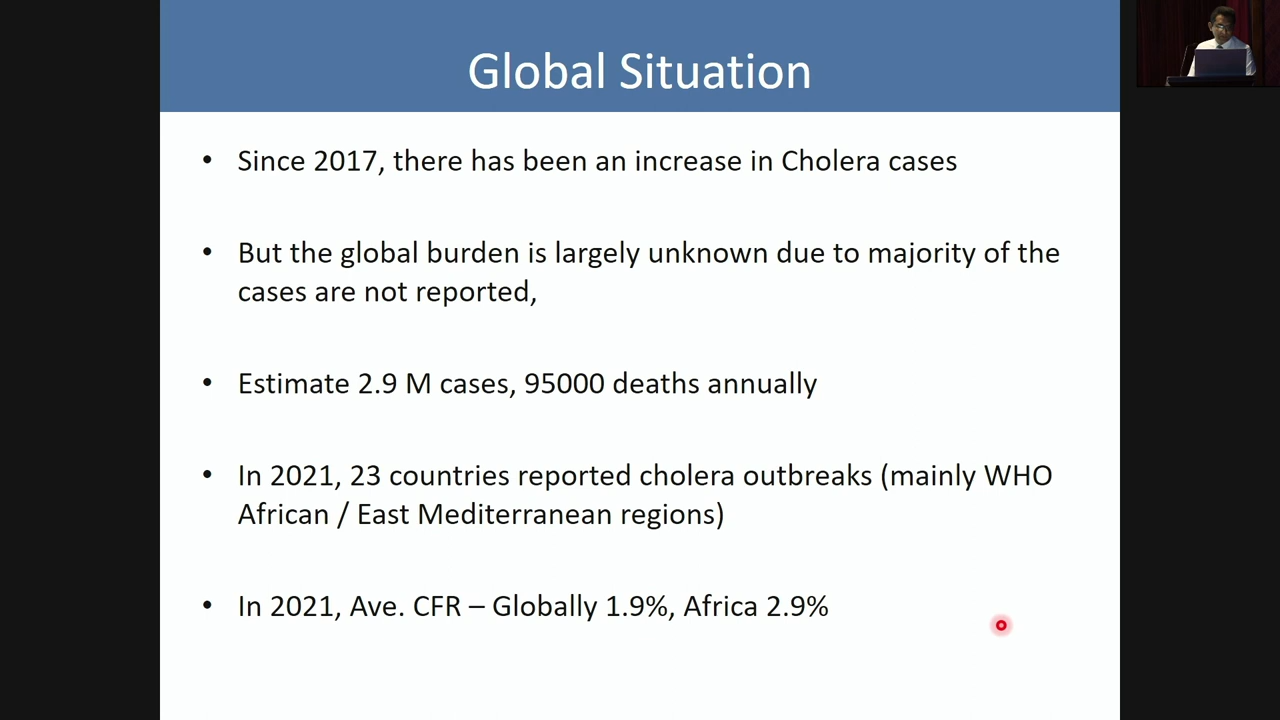 Global Situation
• Since 2017, there has been an increase in Cholera cases
• But the global burden is largely unknown due to majority of the
cases are not reported,
• Estimate 2.9 M cases, 95000 deaths annually
• In 2021, 23 countries reported cholera outbreaks (mainly WHO
African / East Mediterranean regions)
• In 2021, Ave. CFR – Globally 1.9%, Africa 2.9%